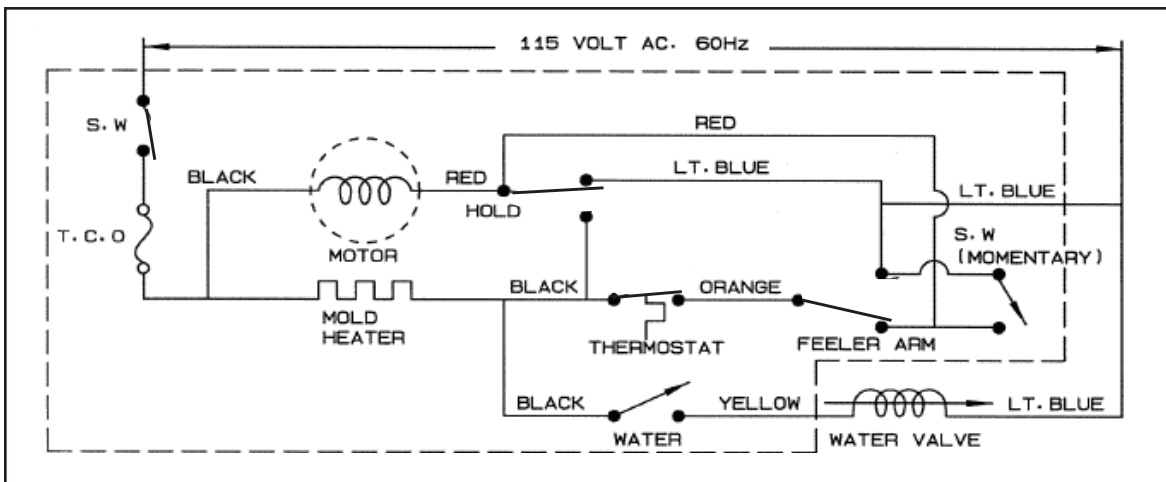 115 VOLT AC. 60Hz
S.W
RED
BLACK
RED
LT.BLUE
LT.BLUE
HOLD
T.C.O
S.W
(MOMENTARY)
MOTOR
BLACK
ORANGE
MOLD
HEATER
THERMOSTAT
FEELER ARM
BLACK
YELLOW
LT.BLUE
WATER
WATER VALVE